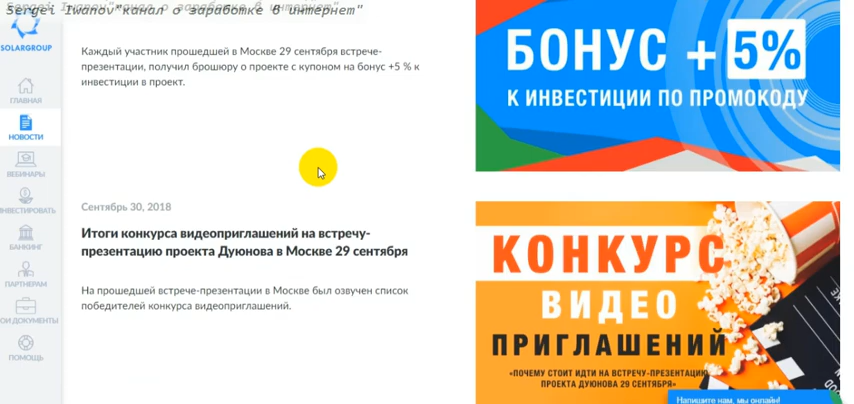 Sergei Iwanov"канал о заработке в интернет"
SOLARGROUP
ГЛАВНАЯ
НОВОСТИ
ВЕБИНАРЫ
ИНВЕСТИРОВАТЬ
БАНКИНГ
ПАРТНЕРАМ
ОИ ДОКУМЕНТЫ
ПОМОЩЬ
Каждый участник прошедшей в Москве 29 сентября встрече-
презентации, получил брошюру о проекте с купоном на бонус +5 % к
инвестиции в проект.
БОНУС + 5%
К ИНВЕСТИЦИИ ПО ПРОМОКОДУ
Сентябрь 30, 2018
Итоги конкурса видеоприглашений на встречу-
презентацию проекта Дуюнова в Москве 29 сентября
На прошедшей встрече-презентации в Москве был озвучен список
победителей конкурса видеоприглашений.
КОНКУРС
ВИДЕО
ПРИГЛАШЕНИЙ
«ПОЧЕМУ СТОИТ ИДТИ НА ВСТРЕЧУ-ПРЕЗЕНТАЦИЮ
ПРОЕКТА ДУЮНОВА 29 СЕНТЯБРЯ»
Напишите нам, мы онлайн!